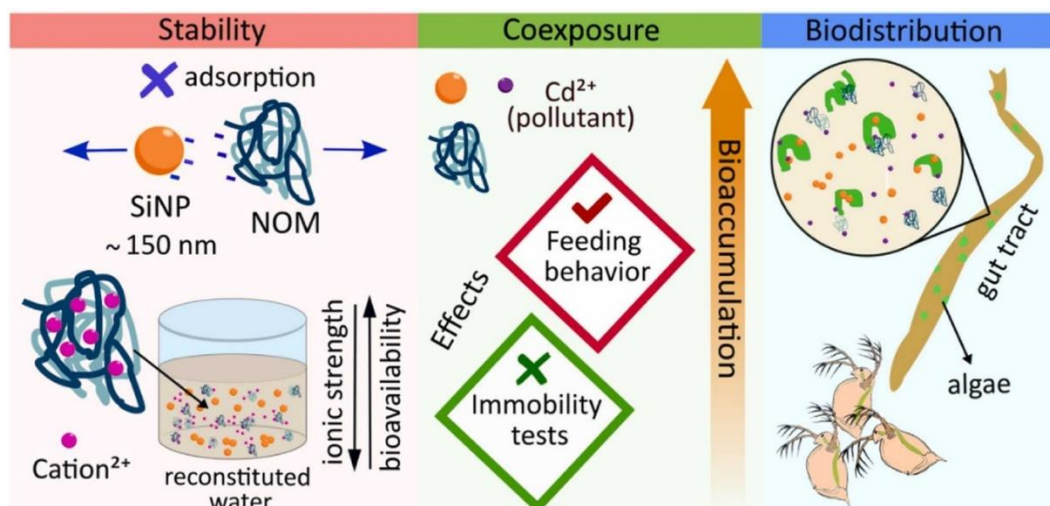 Stability
Coexposure
Biodistribution
adsorption
SiNP
~ 150 nm
NOM
Cation²⁺
reconstituted
water
ionic strength
bioavailability
Cd²⁺
(pollutant)
Effects
Feeding
behavior
Immobility
tests
Bioaccumulation
gut tract
algae